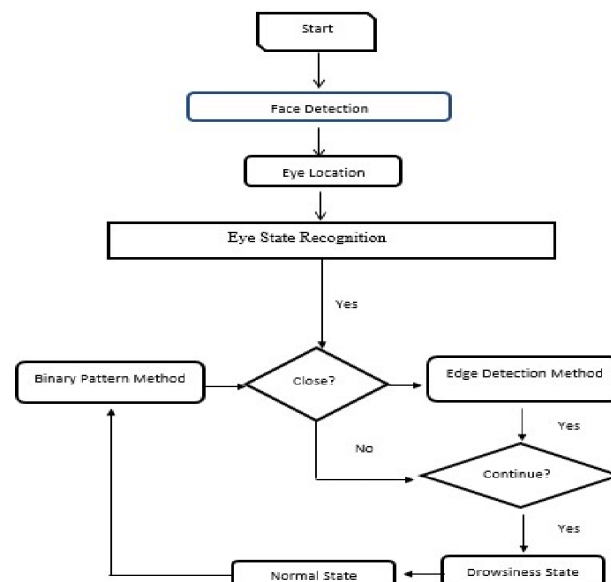 Start
Face Detection
Eye Location
Eye State Recognition
Yes
Binary Pattern Method
Close?
Edge Detection Method
Yes
No
Continue?
Yes
Normal State
Drowsiness State